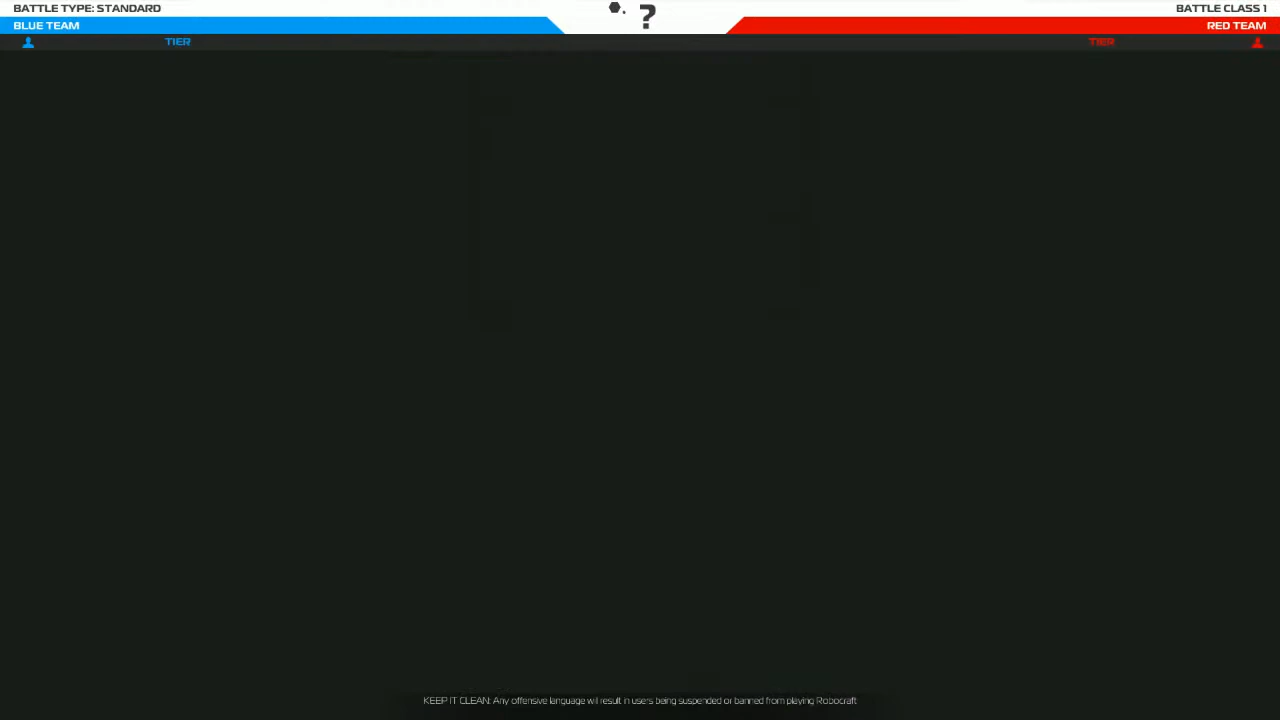 BATTLE TYPE: STANDARD
?
BATTLE CLASS 1
BLUE TEAM
RED TEAM
TIER
TIER
KEEP IT CLEAN: Any offensive language will result in users being suspended or banned from playing Robocraft